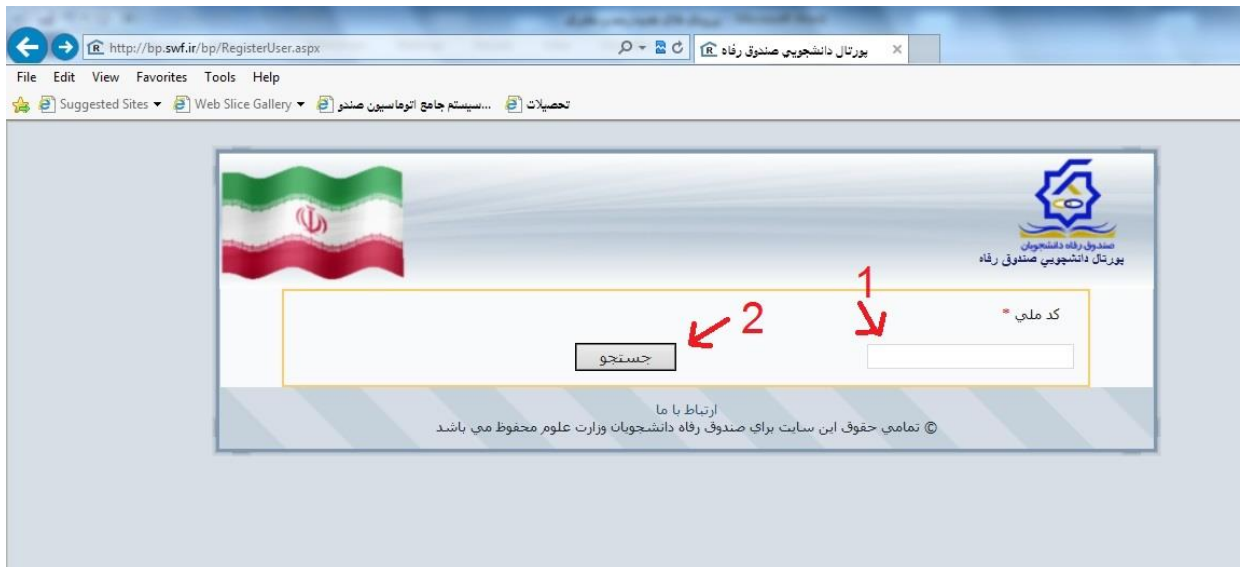 http://bp.swf.ir/bp/RegisterUser.aspx
پورتال دانشجويي صندوق رفاه
File Edit View Favorites Tools Help
Suggested Sites
Web Slice Gallery
سیستم جامع اتوماسیون صندو...
تحصیلات
صندوق رفاه دانشجویان
پورتال دانشجويي صندوق رفاه
1
كد ملي *
2
جستجو
ارتباط با ما
© تمامي حقوق اين سايت براي صندوق رفاه دانشجويان وزارت علوم محفوظ مي باشد